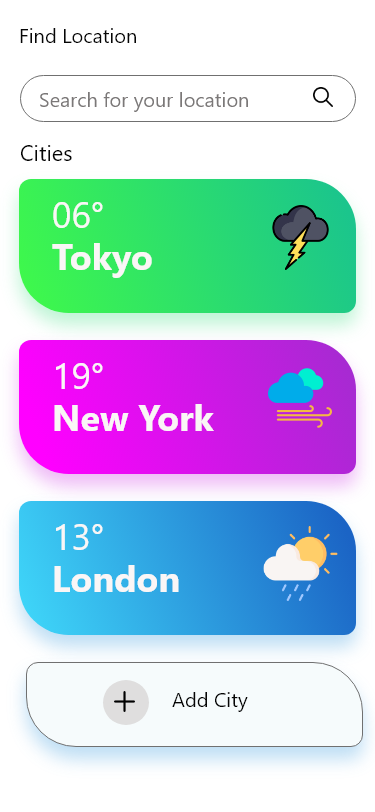 Find Location
Search for your location
Cities
06°
Tokyo
19°
New York
13°
London
Add City